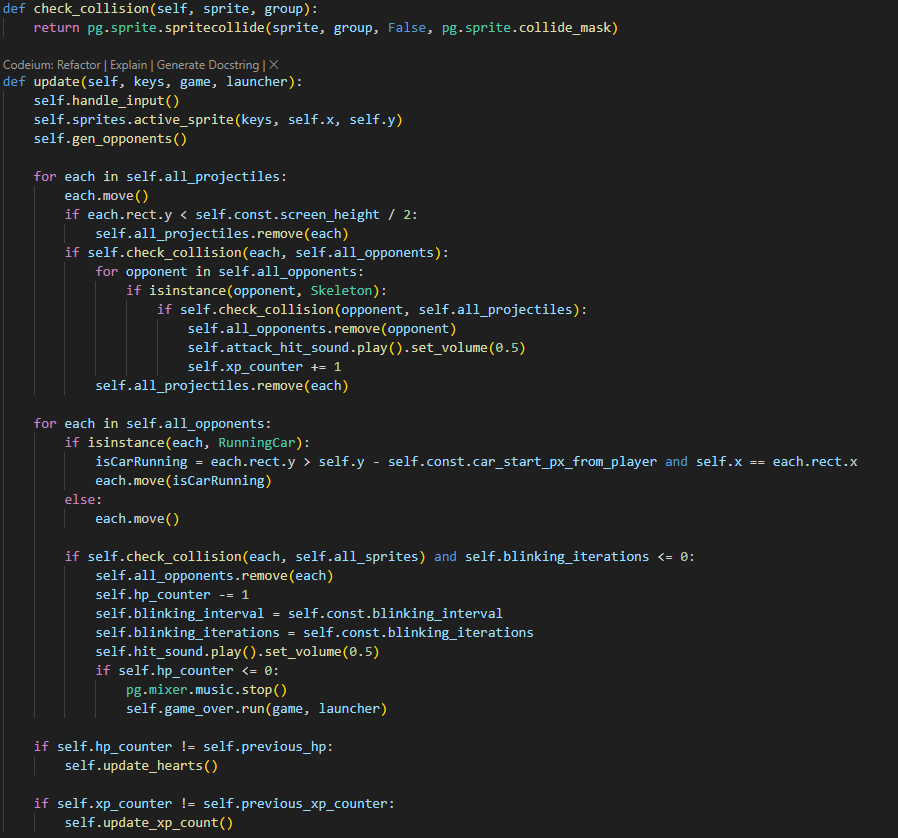 def check_collision(self, sprite, group):
    return pg.sprite.spritecollide(sprite, group, False, pg.sprite.collide_mask)

Codeium: Refactor | Explain | Generate Docstring | ✕
def update(self, keys, game, launcher):
    self.handle_input()
    self.sprites.active_sprite(keys, self.x, self.y)
    self.gen_opponents()

    for each in self.all_projectiles:
        each.move()
        if each.rect.y < self.const.screen_height / 2:
            self.all_projectiles.remove(each)
        if self.check_collision(each, self.all_opponents):
            for opponent in self.all_opponents:
                if isinstance(opponent, Skeleton):
                    if self.check_collision(opponent, self.all_projectiles):
                        self.all_opponents.remove(opponent)
                        self.attack_hit_sound.play().set_volume(0.5)
                        self.xp_counter += 1
            self.all_projectiles.remove(each)

    for each in self.all_opponents:
        if isinstance(each, RunningCar):
            isCarRunning = each.rect.y > self.y - self.const.car_start_px_from_player and self.x == each.rect.x
            each.move(isCarRunning)
        else:
            each.move()

        if self.check_collision(each, self.all_sprites) and self.blinking_iterations <= 0:
            self.all_opponents.remove(each)
            self.hp_counter -= 1
            self.blinking_interval = self.const.blinking_interval
            self.blinking_iterations = self.const.blinking_iterations
            self.hit_sound.play().set_volume(0.5)
            if self.hp_counter <= 0:
                pg.mixer.music.stop()
                self.game_over.run(game, launcher)

    if self.hp_counter != self.previous_hp:
        self.update_hearts()

    if self.xp_counter != self.previous_xp_counter:
        self.update_xp_count()